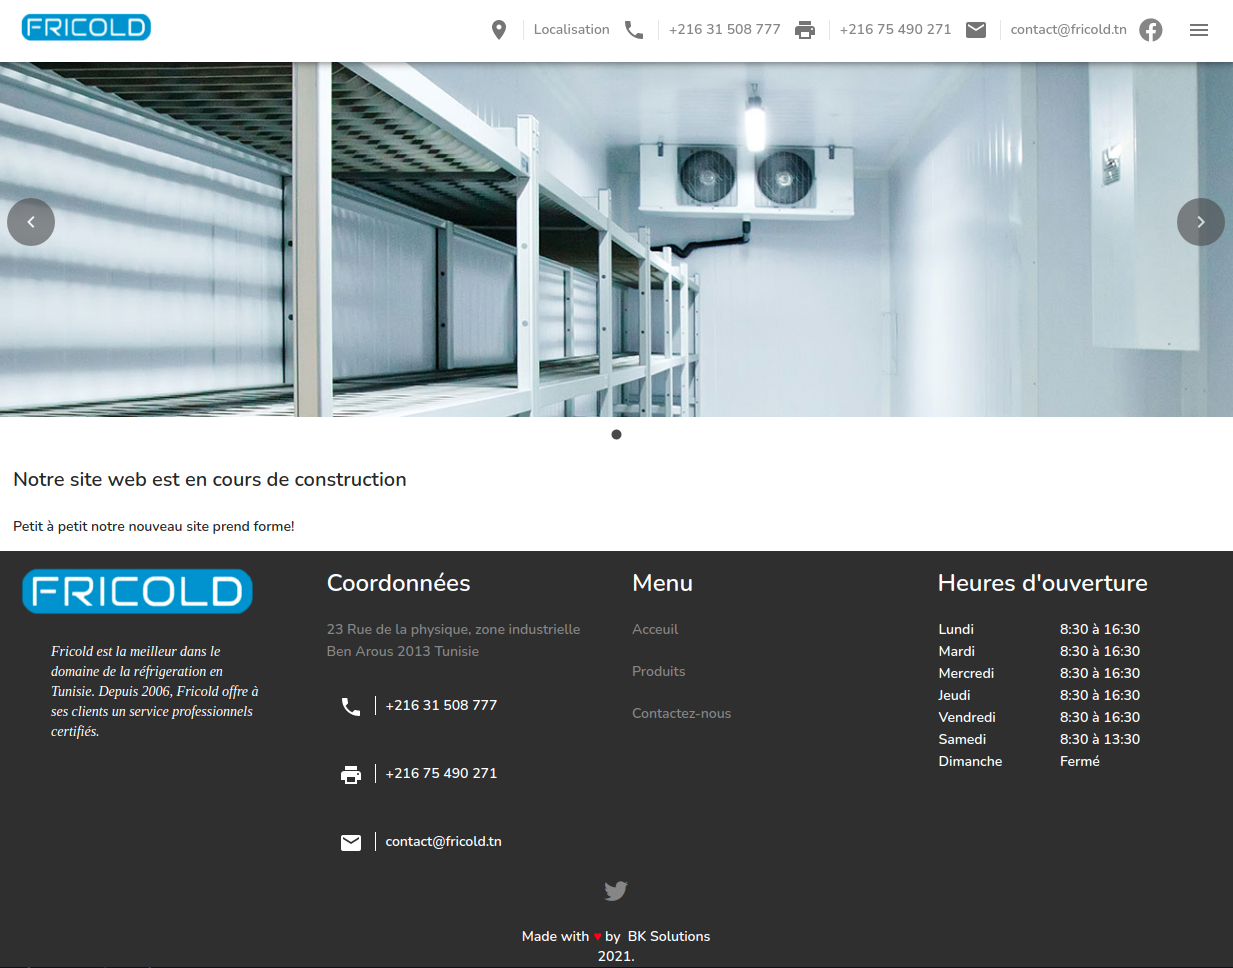 FRICOLD
Localisation
+216 31 508 777
+216 75 490 271
contact@fricold.tn
Notre site web est en cours de construction
Petit à petit notre nouveau site prend forme!
FRICOLD
Fricold est la meilleur dans le
domaine de la réfrigeration en
Tunisie. Depuis 2006, Fricold offre à
ses clients un service professionnels
certifiés.
Coordonnées
23 Rue de la physique, zone industrielle
Ben Arous 2013 Tunisie
+216 31 508 777
+216 75 490 271
contact@fricold.tn
Menu
Acceuil
Produits
Contactez-nous
Heures d'ouverture
Lundi 8:30 à 16:30
Mardi 8:30 à 16:30
Mercredi 8:30 à 16:30
Jeudi 8:30 à 16:30
Vendredi 8:30 à 16:30
Samedi 8:30 à 13:30
Dimanche Fermé
Made with ♥ by BK Solutions
2021.